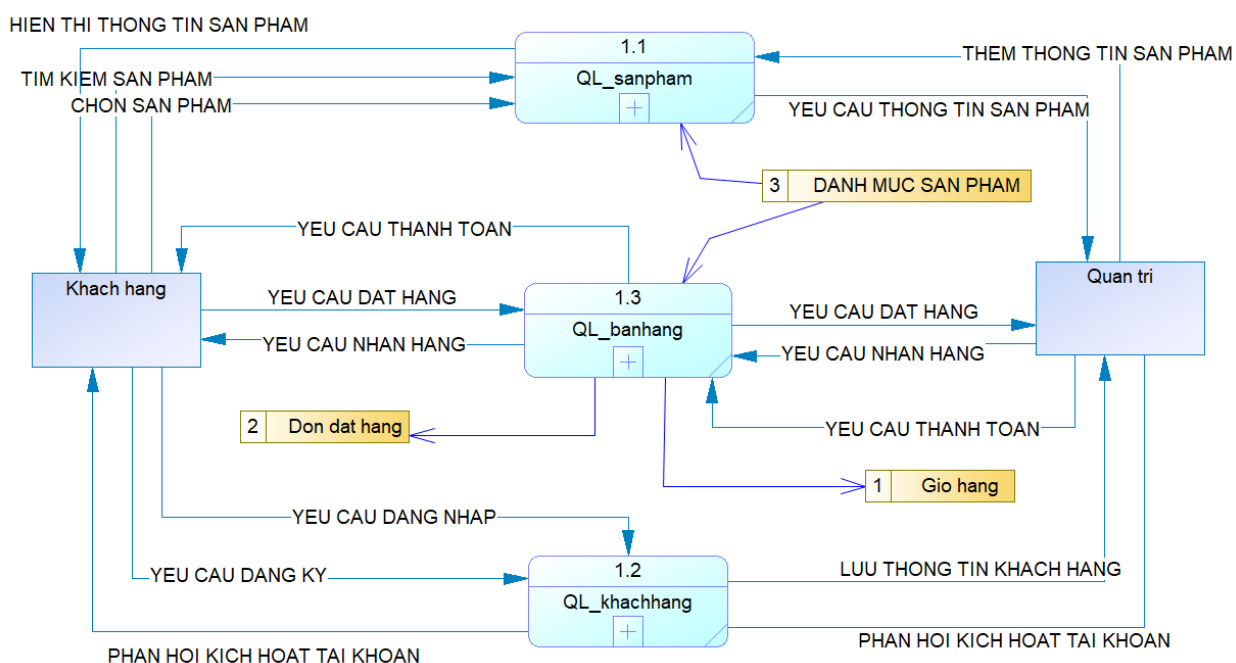 HIEN THI THONG TIN SAN PHAM
1.1
THEM THONG TIN SAN PHAM
TIM KIEM SAN PHAM
QL_sanpham
CHON SAN PHAM
YEU CAU THONG TIN SAN PHAM
3 DANH MUC SAN PHAM
YEU CAU THANH TOAN
Khach hang
Quan tri
YEU CAU DAT HANG
1.3
YEU CAU DAT HANG
QL_banhang
YEU CAU NHAN HANG
YEU CAU NHAN HANG
2 Don dat hang
YEU CAU THANH TOAN
1 Gio hang
YEU CAU DANG NHAP
1.2
YEU CAU DANG KY
LUU THONG TIN KHACH HANG
QL_khachhang
PHAN HOI KICH HOAT TAI KHOAN
PHAN HOI KICH HOAT TAI KHOAN